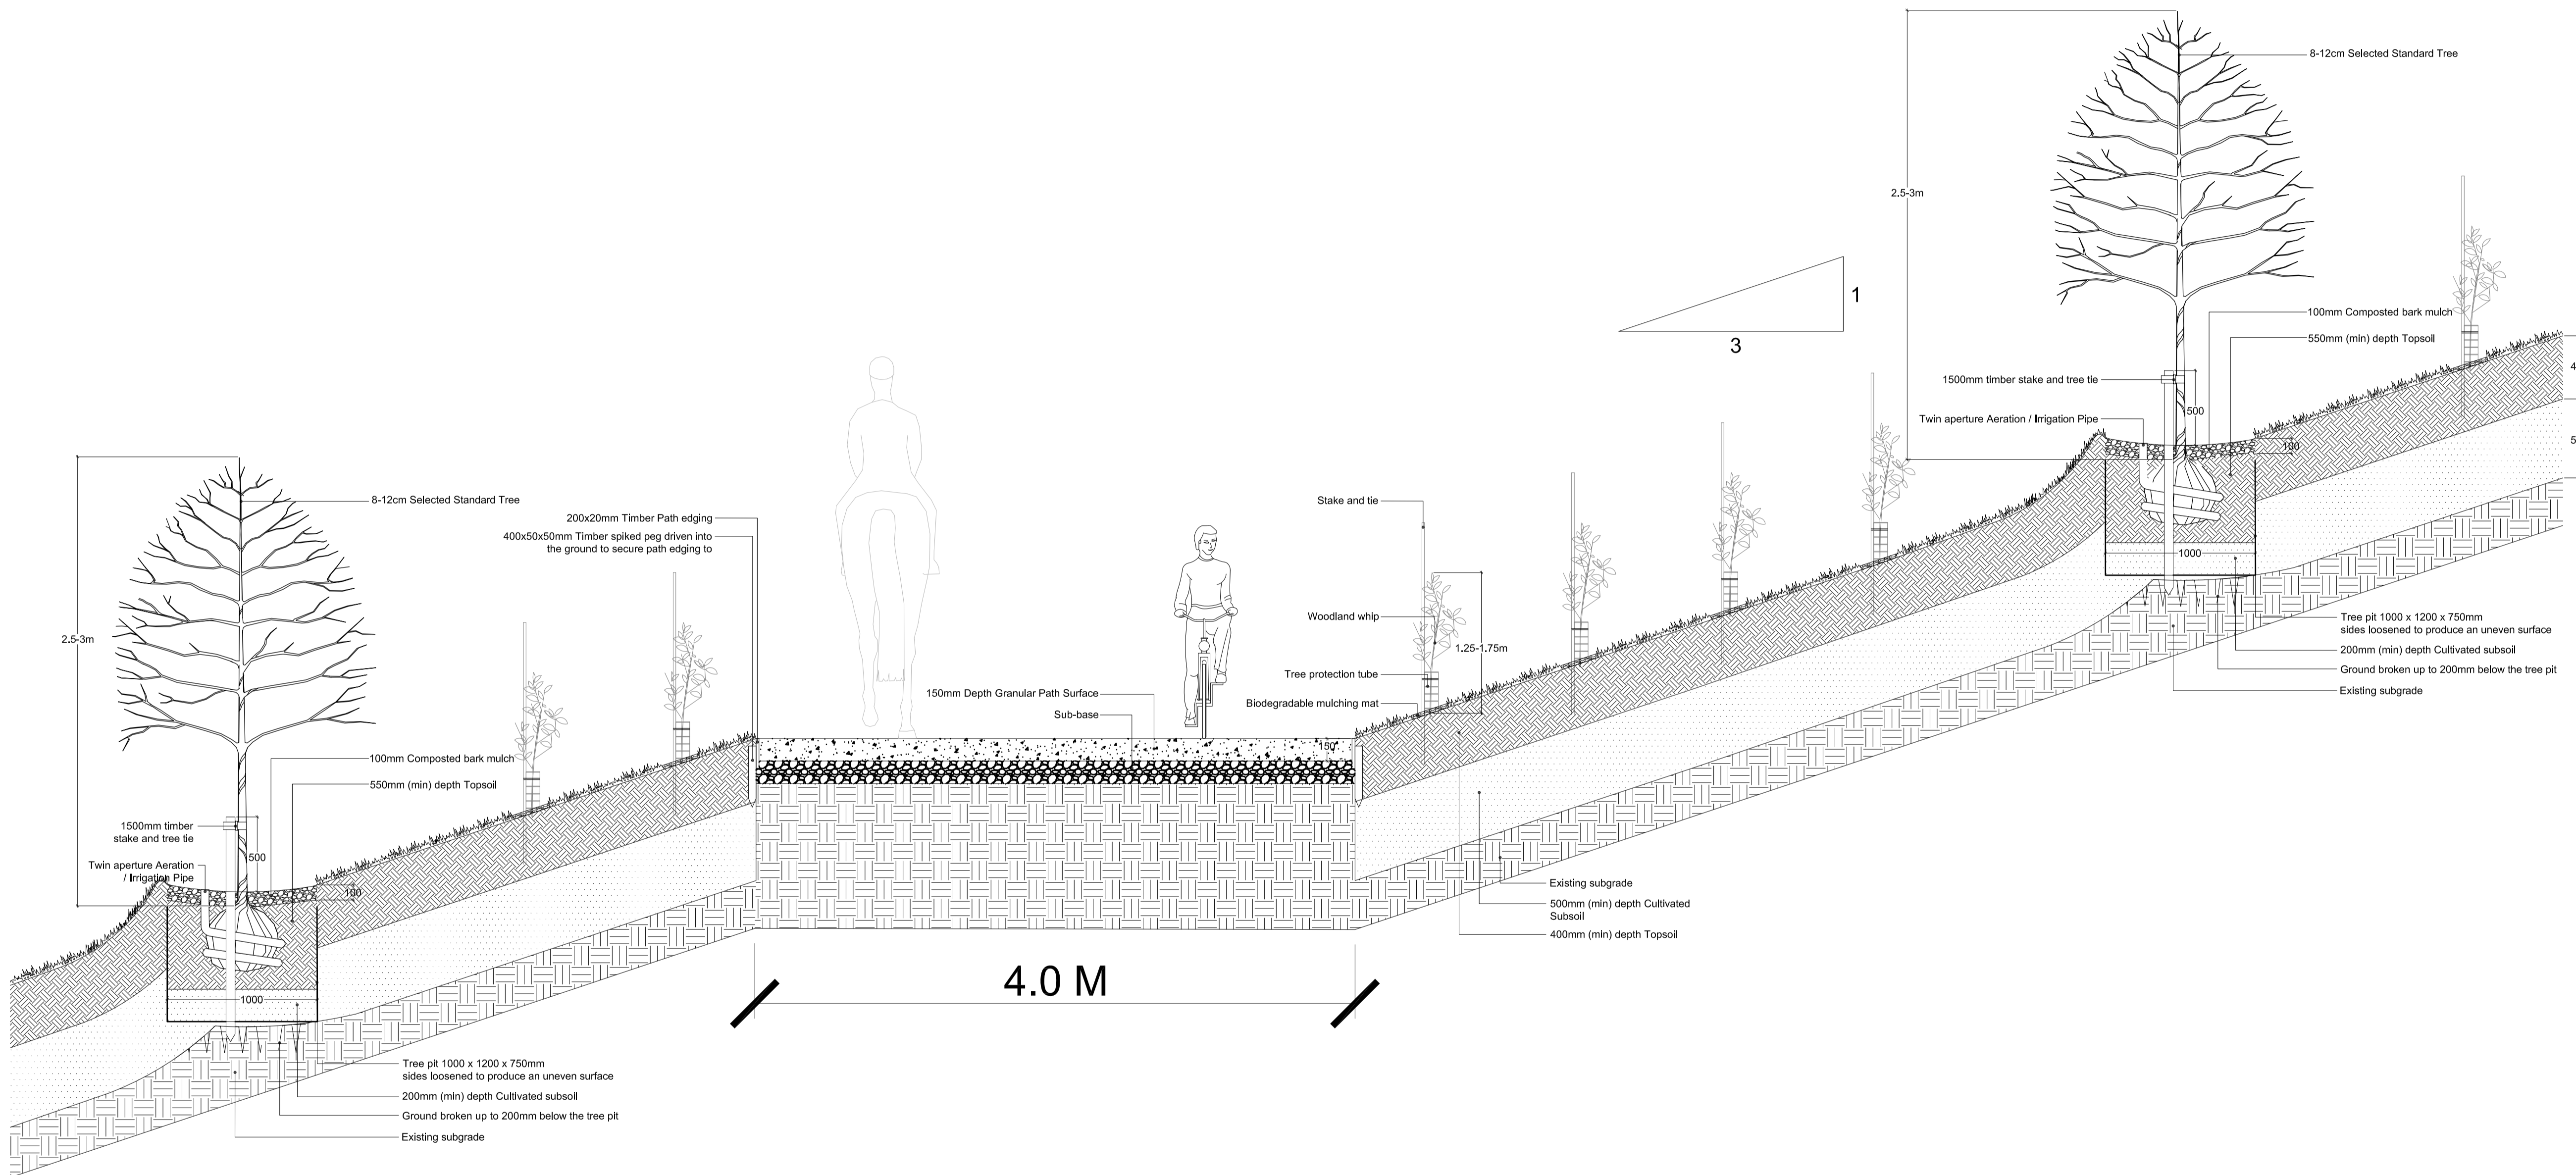 8-12cm Selected Standard Tree
2.5-3m
100mm Composted bark mulch
550mm (min) depth Topsoil
1500mm timber
stake and tree tie
500
Twin aperture Aeration
/ Irrigation Pipe
100
1000
Tree pit 1000 x 1200 x 750mm
sides loosened to produce an uneven surface
200mm (min) depth Cultivated subsoil
Ground broken up to 200mm below the tree pit
Existing subgrade
200x20mm Timber Path edging
400x50x50mm Timber spiked peg driven into
the ground to secure path edging to
150mm Depth Granular Path Surface
Sub-base
150
4.0 M
Stake and tie
Woodland whip
1.25-1.75m
Tree protection tube
Biodegradable mulching mat
Existing subgrade
500mm (min) depth Cultivated
Subsoil
400mm (min) depth Topsoil
1
3
8-12cm Selected Standard Tree
2.5-3m
100mm Composted bark mulch
550mm (min) depth Topsoil
1500mm timber stake and tree tie
500
Twin aperture Aeration / Irrigation Pipe
100
1000
Tree pit 1000 x 1200 x 750mm
sides loosened to produce an uneven surface
200mm (min) depth Cultivated subsoil
Ground broken up to 200mm below the tree pit
Existing subgrade